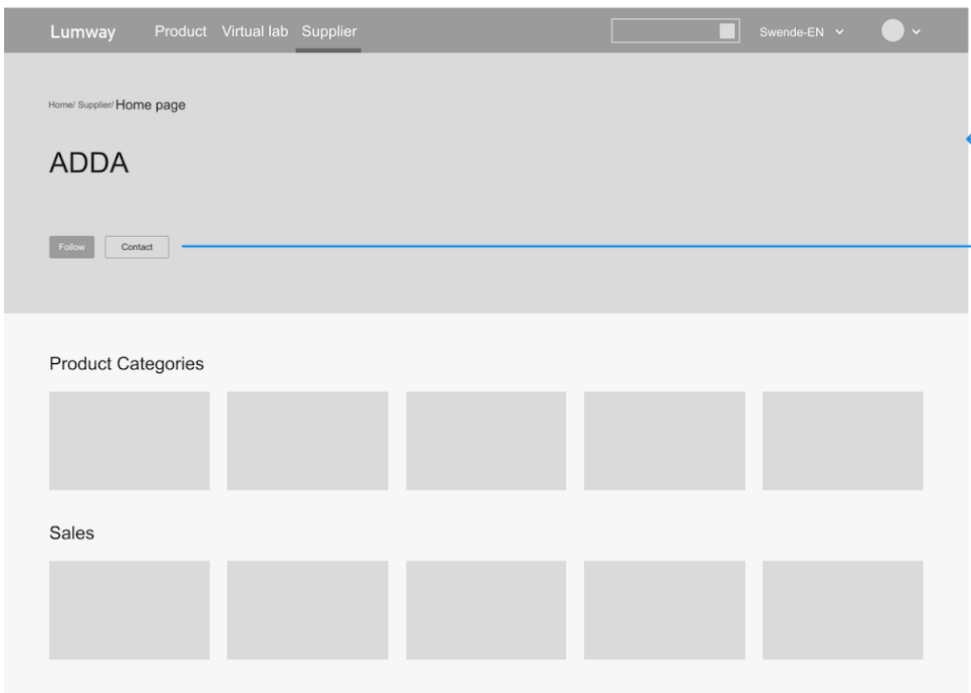 Lumway Product Virtual lab Supplier Swende-EN
Home/ Supplier/ Home page
ADDA
Follow Contact
Product Categories
Sales